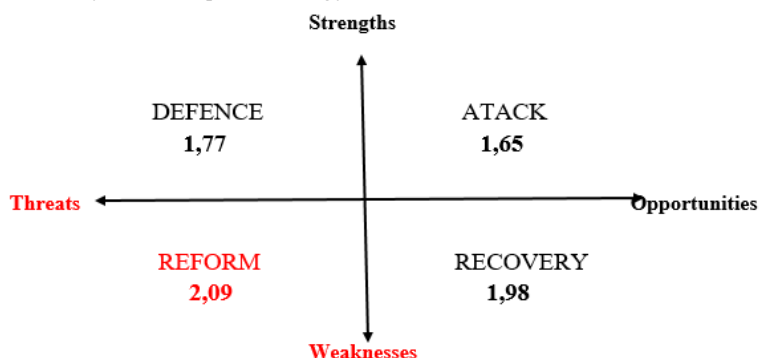 Strengths
DEFENCE
1,77
ATACK
1,65
Threats
Opportunities
REFORM
2,09
RECOVERY
1,98
Weaknesses